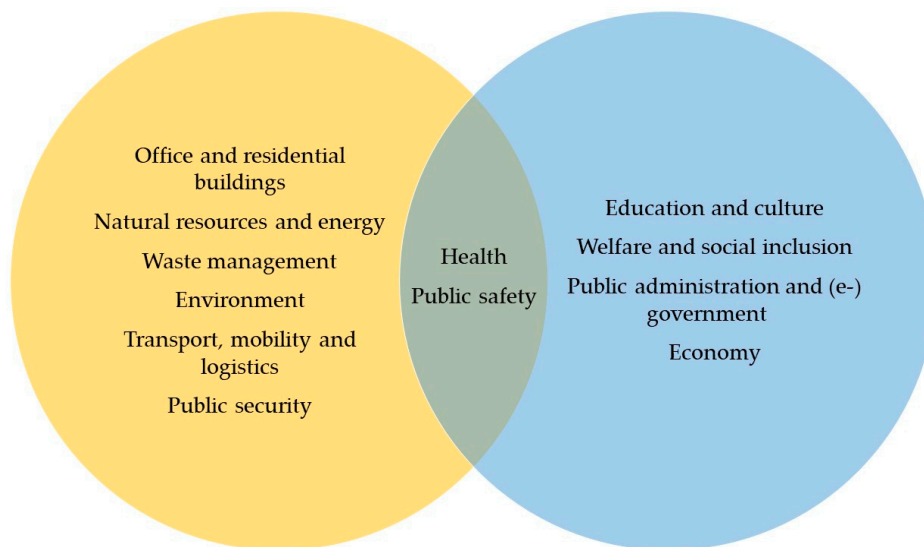 Office and residential
buildings
Natural resources and energy
Waste management
Environment
Transport, mobility and
logistics
Public security
Health
Public safety
Education and culture
Welfare and social inclusion
Public administration and (e-)
government
Economy